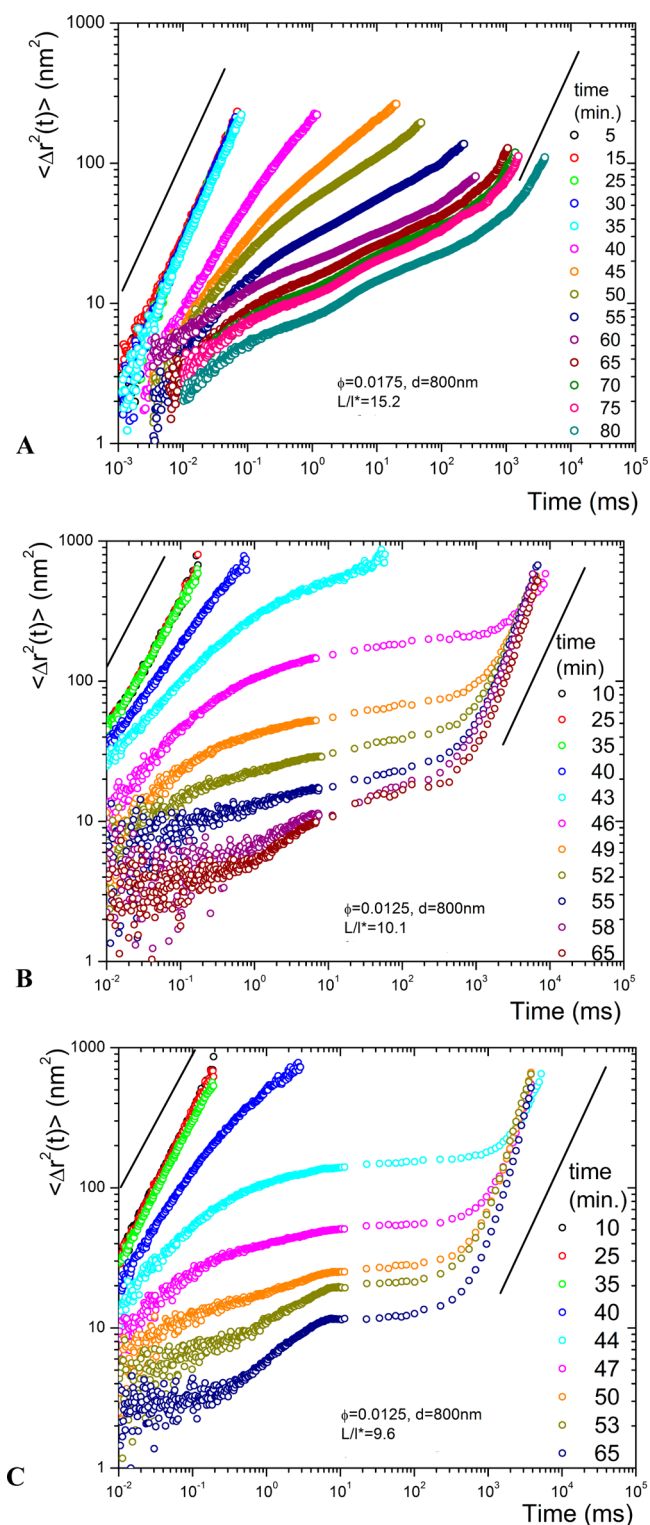 1000
<Δr²(t)> (nm²)
100
10
1
10⁻³ 10⁻² 10⁻¹ 10⁰ 10¹ 10² 10³ 10⁴ 10⁵
Time (ms)
time
(min.)
5
15
25
30
35
40
45
50
55
60
65
70
75
80
ϕ=0.0175, d=800nm
L/l*=15.2
A
1000
<Δr²(t)> (nm²)
100
10
1
10⁻² 10⁻¹ 10⁰ 10¹ 10² 10³ 10⁴ 10⁵
Time (ms)
time
(min)
10
25
35
40
43
46
49
52
55
58
65
ϕ=0.0125, d=800nm
L/l*=10.1
B
1000
<Δr²(t)> (nm²)
100
10
1
10⁻² 10⁻¹ 10⁰ 10¹ 10² 10³ 10⁴ 10⁵
Time (ms)
time
(min.)
10
25
35
40
44
47
50
53
65
ϕ=0.0125, d=800nm
L/l*=9.6
C